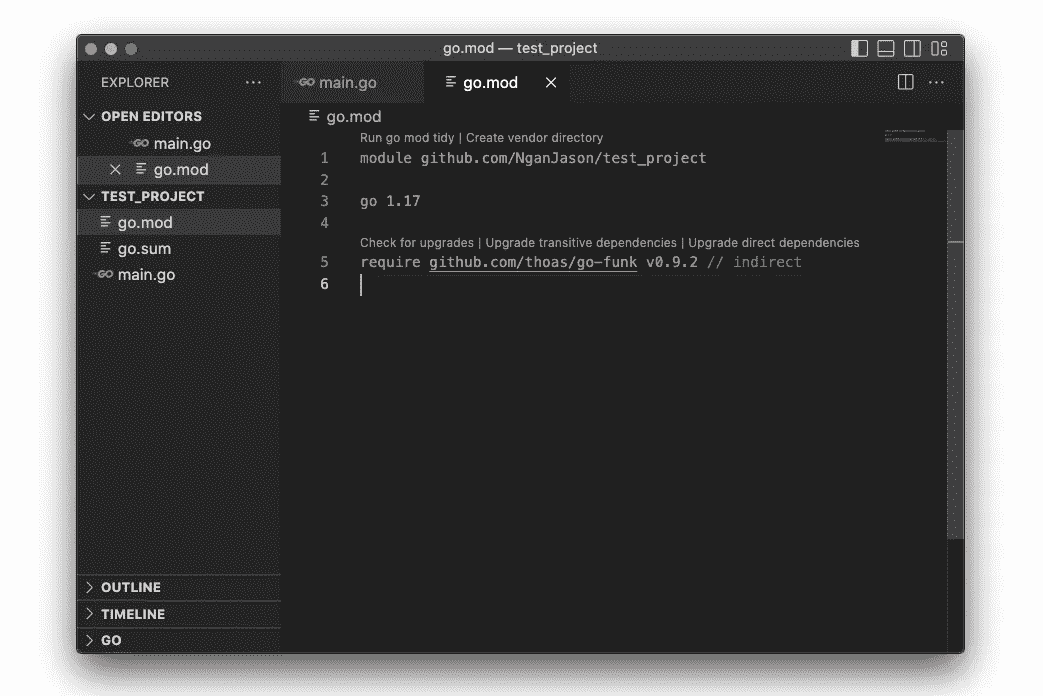 go.mod — test_project
EXPLORER
OPEN EDITORS
GO main.go
go.mod
TEST_PROJECT
go.mod
go.sum
GO main.go
OUTLINE
TIMELINE
GO
GO main.go
go.mod
go.mod
Run go mod tidy | Create vendor directory
1 module github.com/NganJason/test_project
2
3 go 1.17
4
Check for upgrades | Upgrade transitive dependencies | Upgrade direct dependencies
5 require github.com/thoas/go-funk v0.9.2 // indirect
6